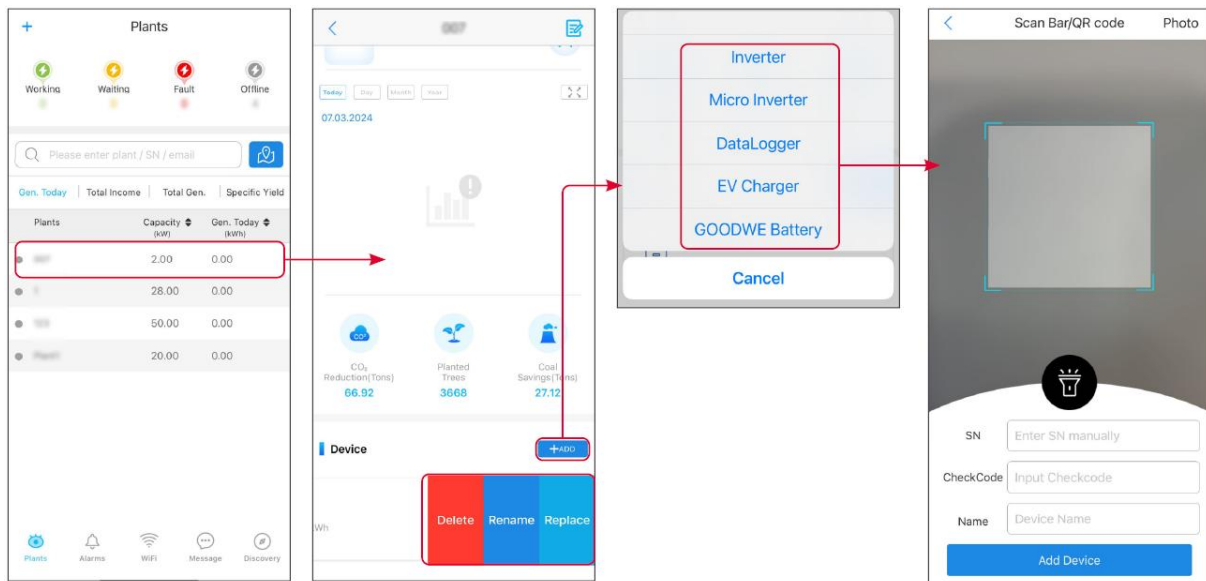 + Plants
Working Waiting Fault Offline
Please enter plant / SN / email
Gen. Today Total Income Total Gen. Specific Yield
Plants Capacity Gen. Today
(kW) (kWh)
2.00 0.00
28.00 0.00
50.00 0.00
20.00 0.00
Plants Alarms WiFi Message Discovery
007
Today Day Month Year
07.03.2024
CO₂
Reduction(Tons)
66.92
Planted
Trees
3668
Coal
Savings(Tons)
27.12
Device
+ADD
Wh
Delete Rename Replace
Inverter
Micro Inverter
DataLogger
EV Charger
GOODWE Battery
Cancel
Scan Bar/QR code Photo
SN Enter SN manually
CheckCode Input Checkcode
Name Device Name
Add Device